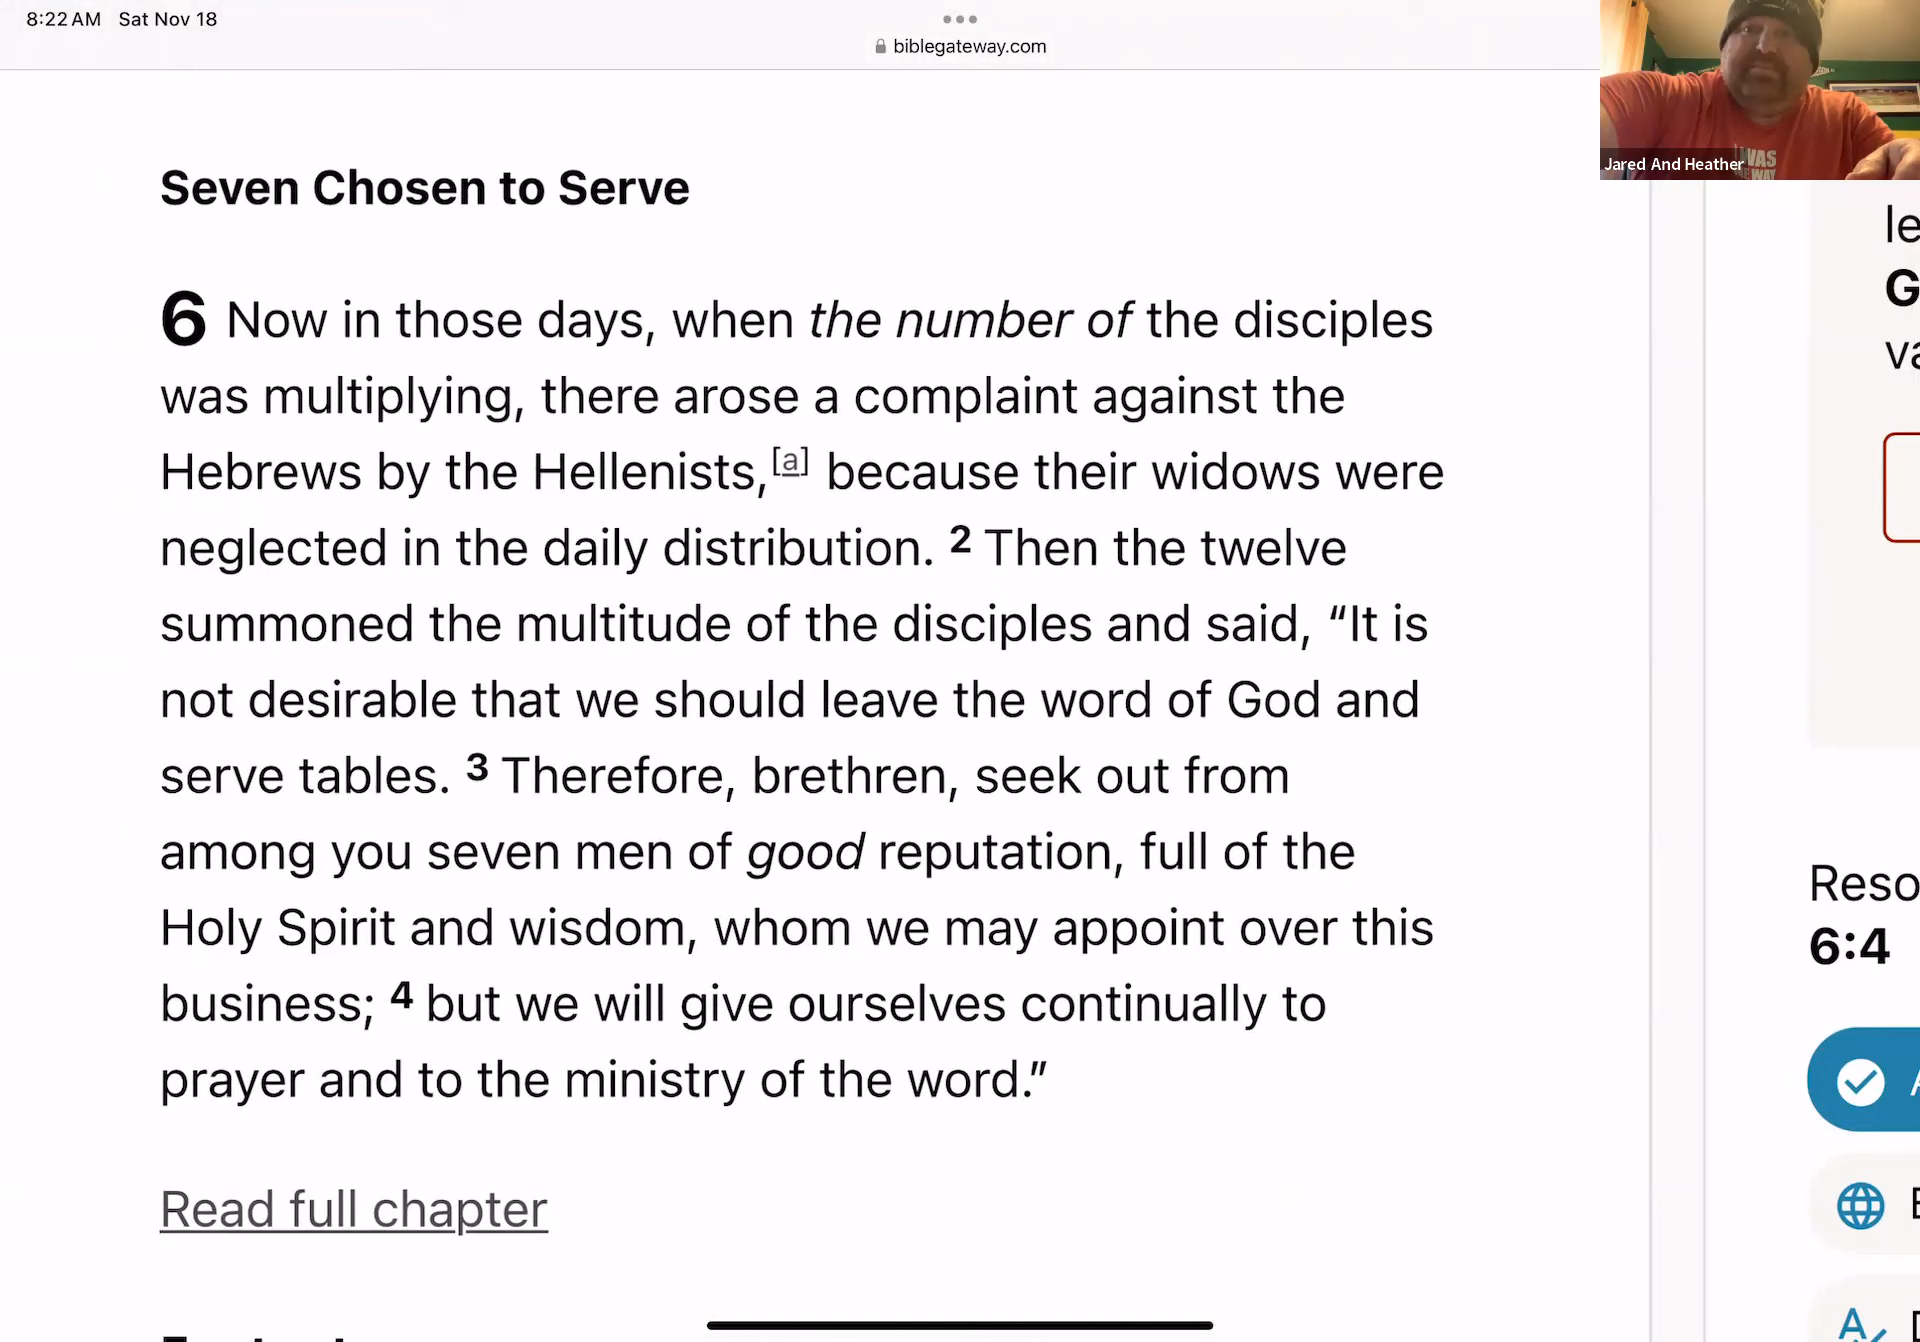 8:22 AM Sat Nov 18
biblegateway.com
Jared And Heather
WAS
WAY
Seven Chosen to Serve
6 Now in those days, when the number of the disciples
was multiplying, there arose a complaint against the
Hebrews by the Hellenists,[a] because their widows were
neglected in the daily distribution. 2 Then the twelve
summoned the multitude of the disciples and said, “It is
not desirable that we should leave the word of God and
serve tables. 3 Therefore, brethren, seek out from
among you seven men of good reputation, full of the
Holy Spirit and wisdom, whom we may appoint over this
business; 4 but we will give ourselves continually to
prayer and to the ministry of the word.”
Read full chapter
le
G
va
Reso
6:4